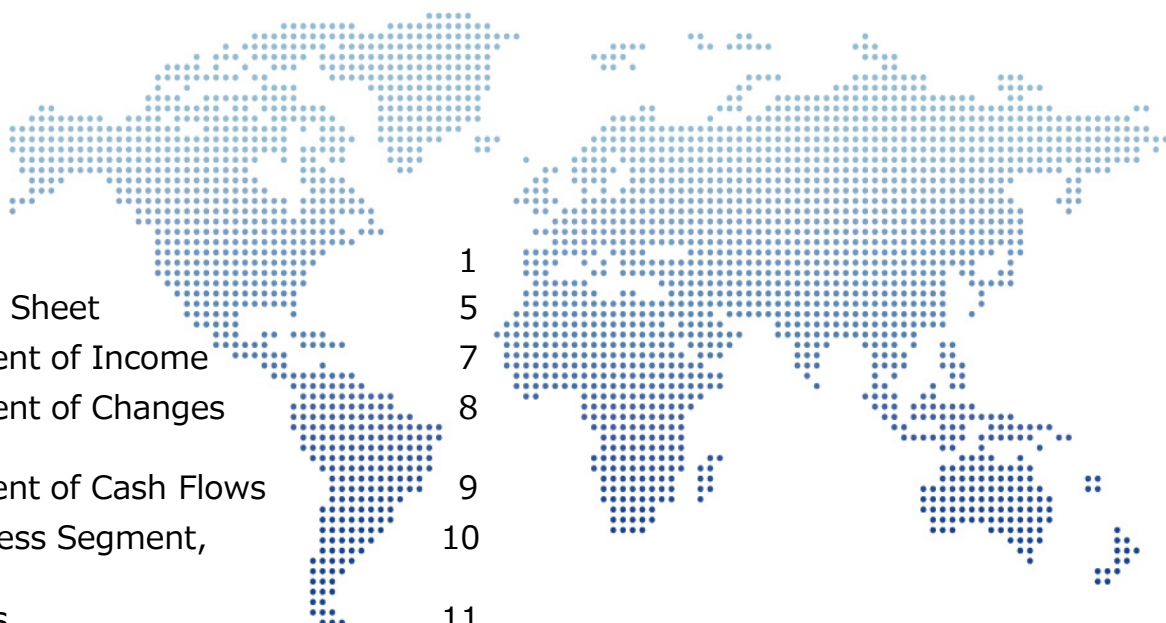 1
Sheet 5
ent of Income 7
ent of Changes 8
ent of Cash Flows 9
ess Segment, 10
11